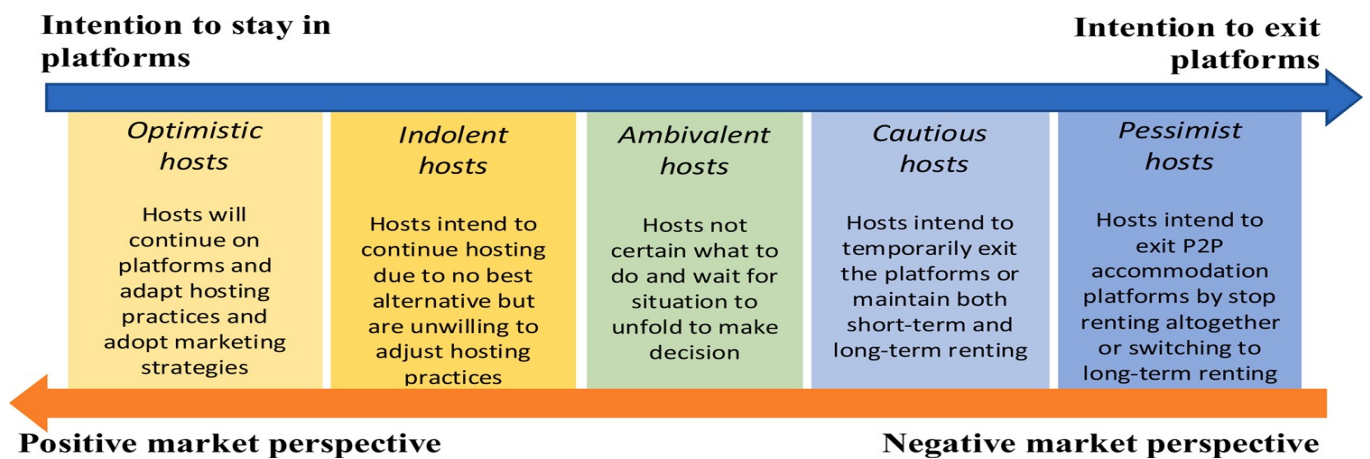 Intention to stay in
platforms
Intention to exit
platforms
Optimistic
hosts
Hosts will
continue on
platforms and
adapt hosting
practices and
adopt marketing
strategies
Indolent
hosts
Hosts intend to
continue hosting
due to no best
alternative but
are unwilling to
adjust hosting
practices
Ambivalent
hosts
Hosts not
certain what to
do and wait for
situation to
unfold to make
decision
Cautious
hosts
Hosts intend to
temporarily exit
the platforms or
maintain both
short-term and
long-term renting
Pessimist
hosts
Hosts intend to
exit P2P
accommodation
platforms by stop
renting altogether
or switching to
long-term renting
Positive market perspective
Negative market perspective